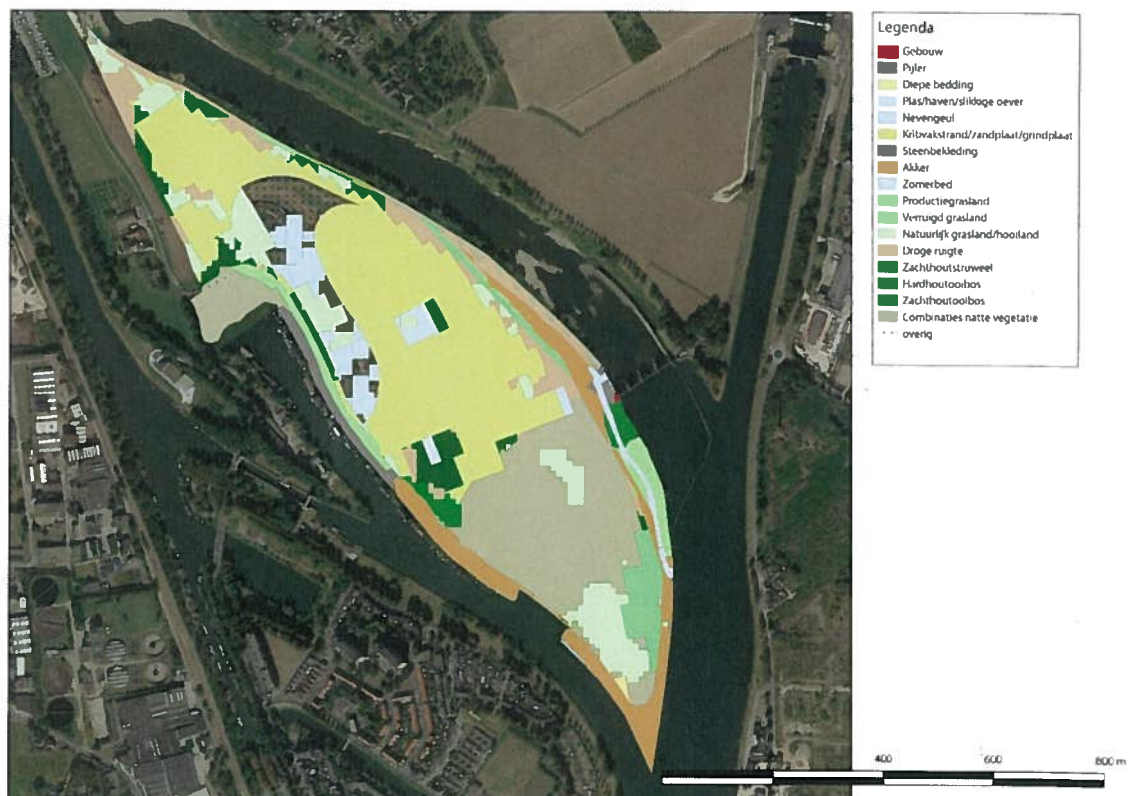 Legenda
Gebouw
Pijler
Diepe bedding
Plas/haven/slikkige oever
Nevengeul
Kribvakstrand/zandplaat/grindplaat
Steenbekleding
Akker
Zomerbed
Productiegrasland
Verruigd grasland
Natuurlijk grasland/hooiland
Droge ruigte
Zachthoutstruweel
Hardhoutooibos
Zachthoutooibos
Combinaties natte vegetatie
overig
400 600 800 m